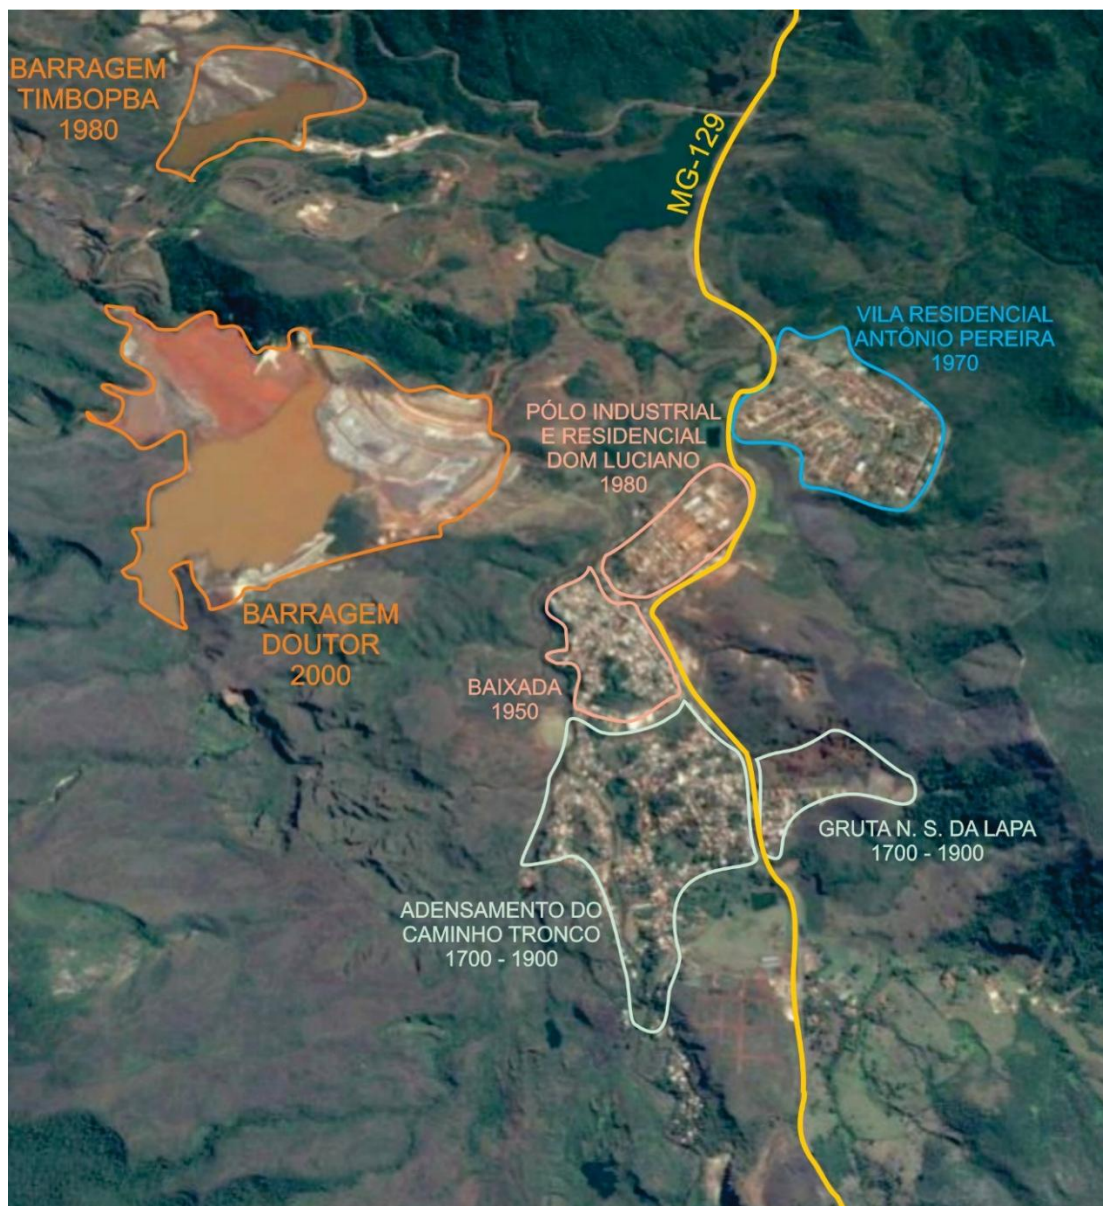 BARRAGEM
TIMBOPBA
1980
MG-129
VILA RESIDENCIAL
ANTÔNIO PEREIRA
1970
PÓLO INDUSTRIAL
E RESIDENCIAL
DOM LUCIANO
1980
BARRAGEM
DOUTOR
2000
BAIXADA
1950
GRUTA N. S. DA LAPA
1700 - 1900
ADENSAMENTO DO
CAMINHO TRONCO
1700 - 1900